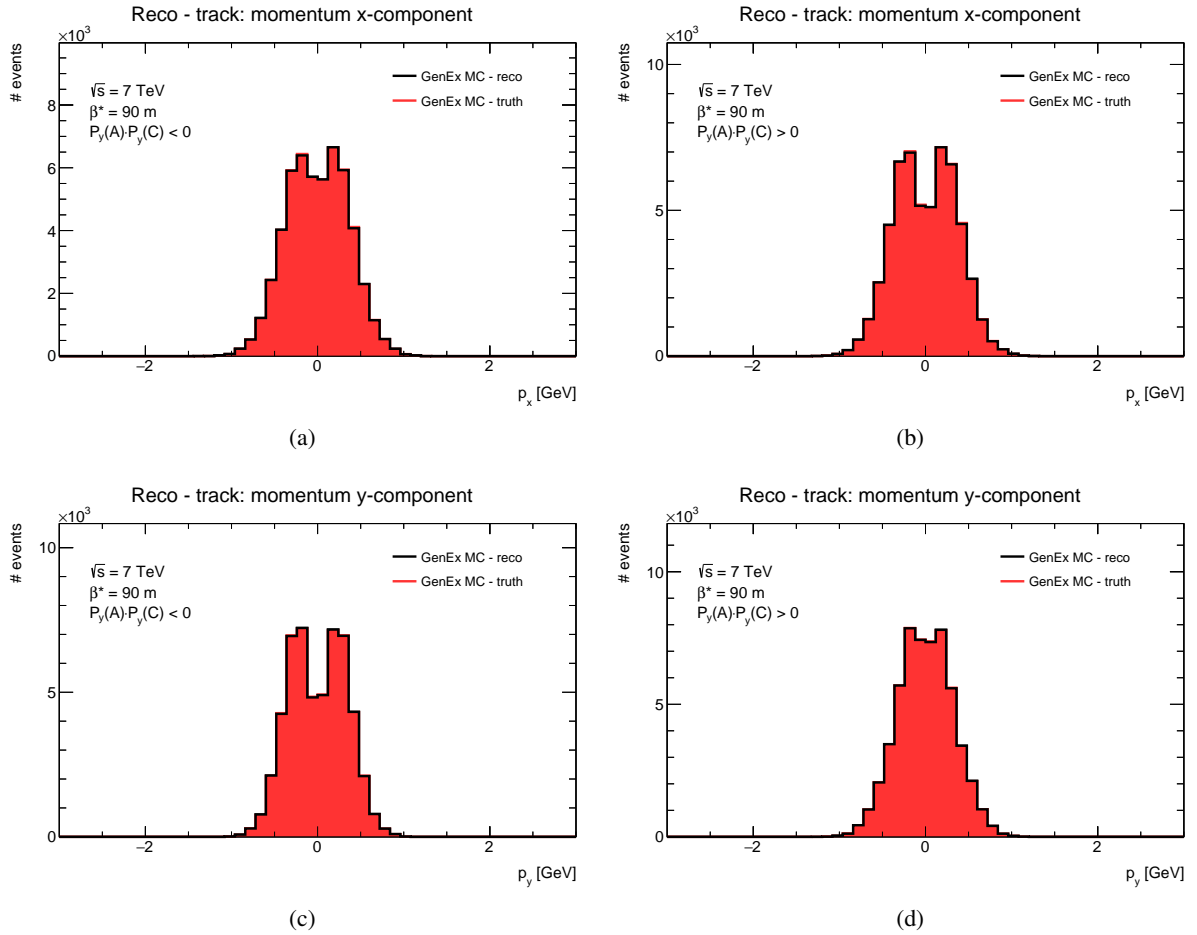 Reco - track: momentum x-component
×10³
# events
√s = 7 TeV
β* = 90 m
P_y(A)·P_y(C) < 0
GenEx MC - reco
GenEx MC - truth
8
6
4
2
0
−2
0
2
p_x [GeV]
(a)
Reco - track: momentum x-component
×10³
# events
√s = 7 TeV
β* = 90 m
P_y(A)·P_y(C) > 0
GenEx MC - reco
GenEx MC - truth
10
5
0
−2
0
2
p_x [GeV]
(b)
Reco - track: momentum y-component
×10³
# events
√s = 7 TeV
β* = 90 m
P_y(A)·P_y(C) < 0
GenEx MC - reco
GenEx MC - truth
10
5
0
−2
0
2
p_y [GeV]
(c)
Reco - track: momentum y-component
×10³
# events
√s = 7 TeV
β* = 90 m
P_y(A)·P_y(C) > 0
GenEx MC - reco
GenEx MC - truth
10
5
0
−2
0
2
p_y [GeV]
(d)